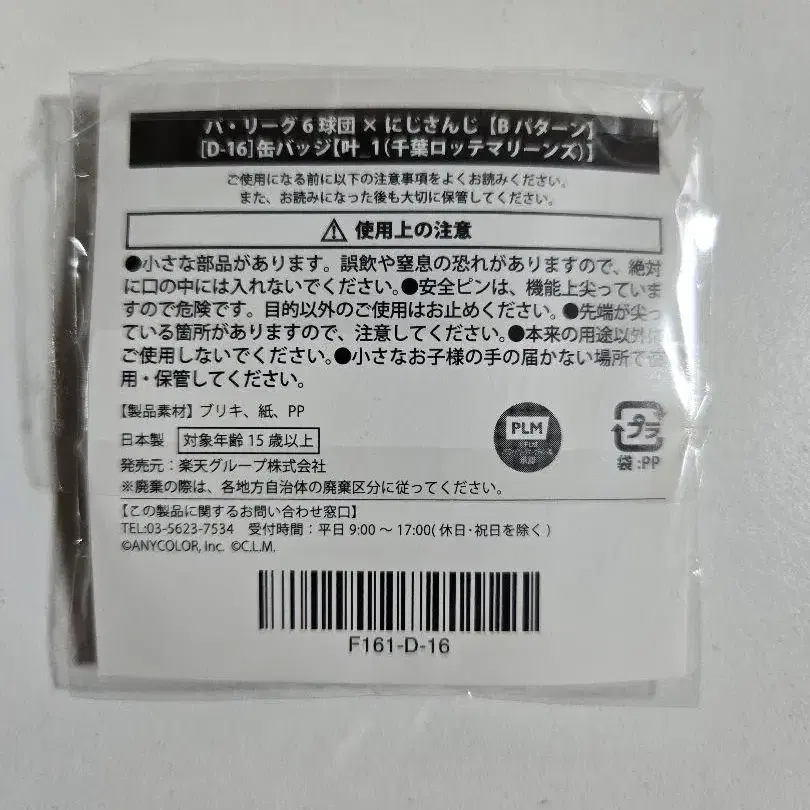 パ・リーグ6球団 × にじさんじ【Bパターン】
[D-16]缶バッジ【叶_1(千葉ロッテマリーンズ)】
ご使用になる前に以下の注意事項をよくお読みください。
また、お読みになった後も大切に保管してください。
使用上の注意
●小さな部品があります。誤飲や窒息の恐れがありますので、絶対
に口の中には入れないでください。●安全ピンは、機能上尖っていま
すので危険です。目的以外のご使用はお止めください。●先端が尖っ
ている箇所がありますので、注意してください。●本来の用途以外に
ご使用しないでください。●小さなお子様の手の届かない場所で
用・保管してください。
【製品素材】ブリキ、紙、PP
日本製 対象年齢15歳以上
発売元:楽天グループ株式会社
※廃棄の際は、各地方自治体の廃棄区分に従ってください。
PLM
プラ
袋:PP
【この製品に関するお問い合わせ窓口】
TEL:03-5623-7534 受付時間:平日9:00~17:00(休日・祝日を除く)
©ANYCOLOR, Inc. ©C.L.M.
F161-D-16